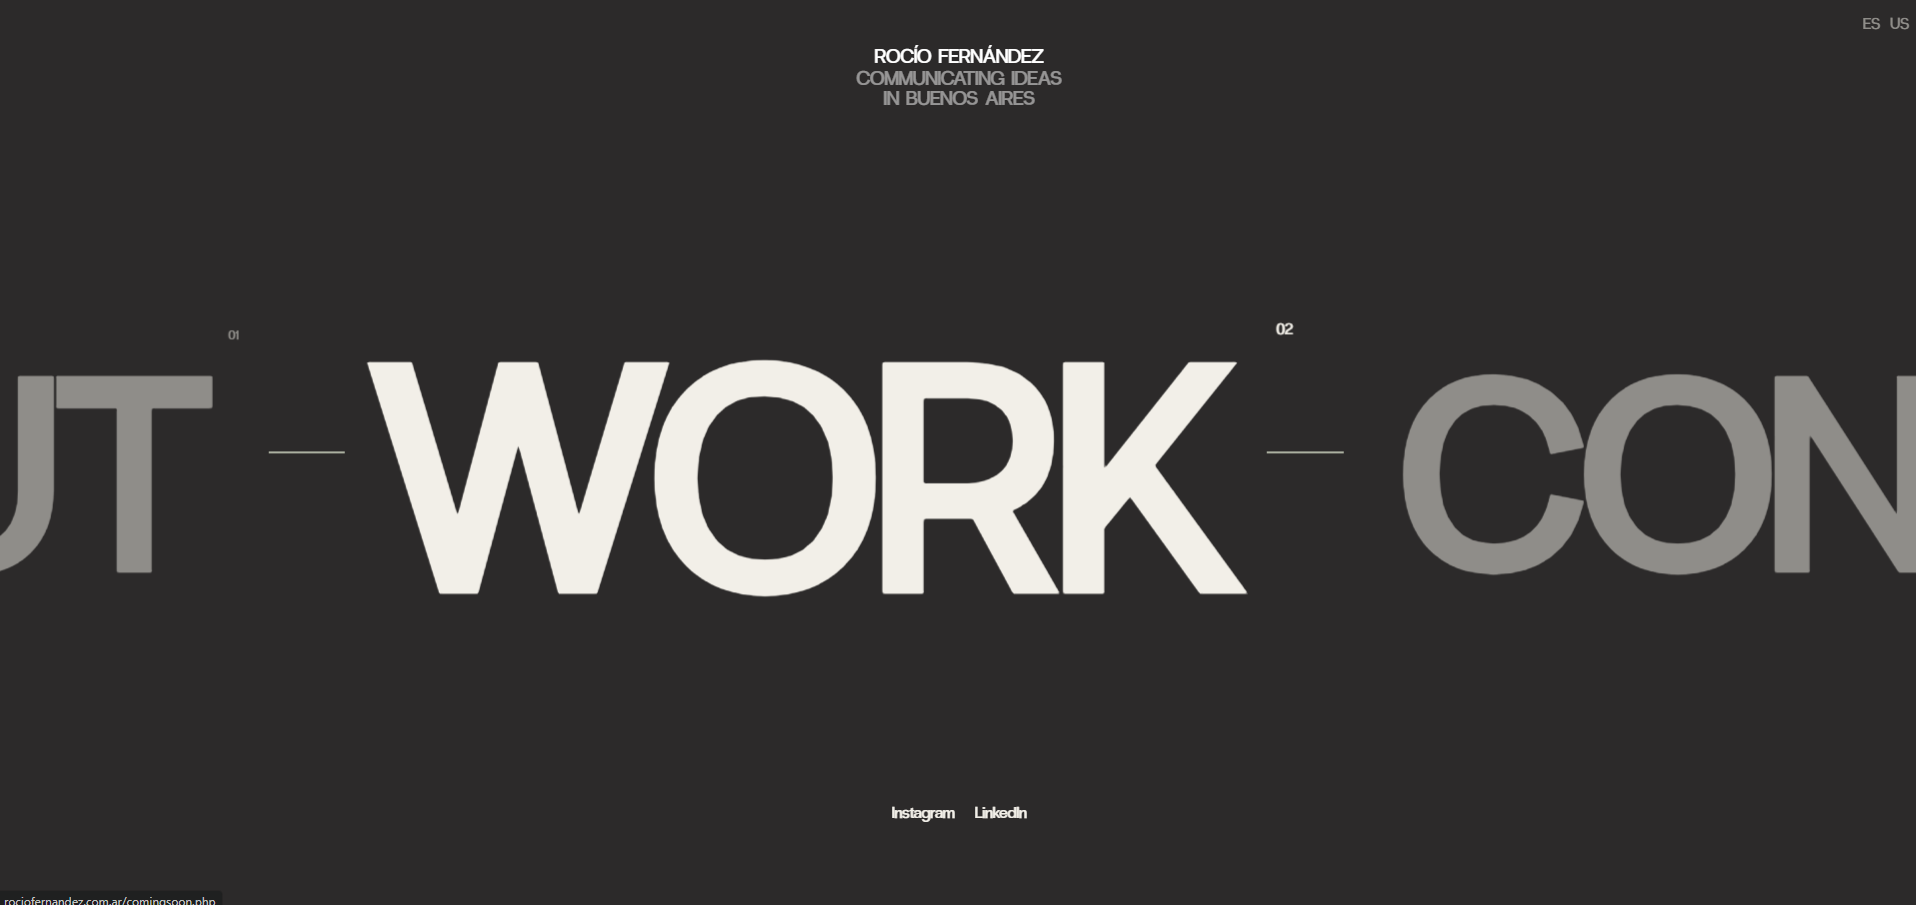 ES US
ROCÍO FERNÁNDEZ
COMMUNICATING IDEAS
IN BUENOS AIRES
01
02
UT — WORK — CON
Instagram LinkedIn
rociofernandez.com.ar/comingsoon.php